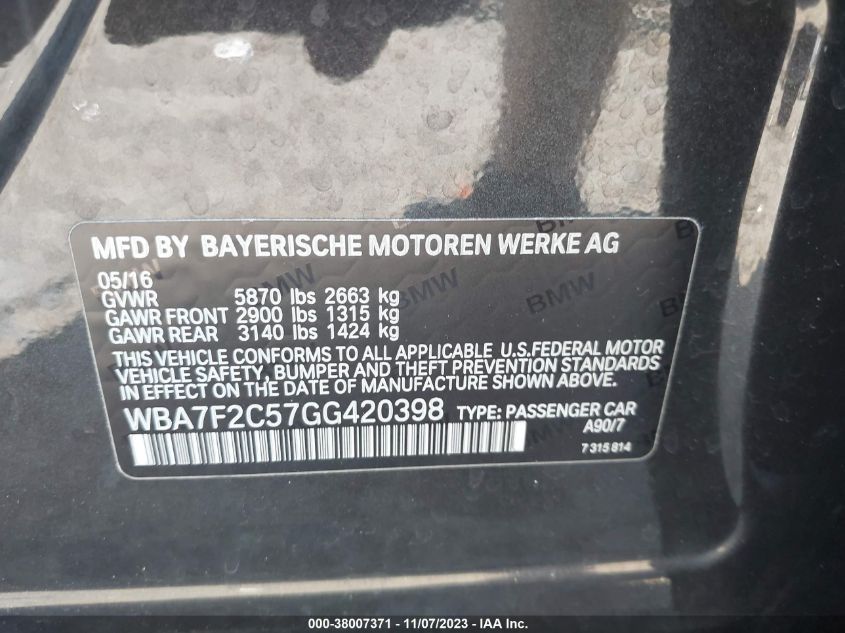 MFD BY BAYERISCHE MOTOREN WERKE AG
05/16
GVWR 5870 lbs 2663 kg
GAWR FRONT 2900 lbs 1315 kg
GAWR REAR 3140 lbs 1424 kg
THIS VEHICLE CONFORMS TO ALL APPLICABLE U.S.FEDERAL MOTOR
VEHICLE SAFETY, BUMPER AND THEFT PREVENTION STANDARDS
IN EFFECT ON THE DATE OF MANUFACTURE SHOWN ABOVE.
WBA7F2C57GG420398 TYPE: PASSENGER CAR
A90/7
7 315 814
BMW
BMW
000-38007371 | 11/07/2023 - IAA Inc.